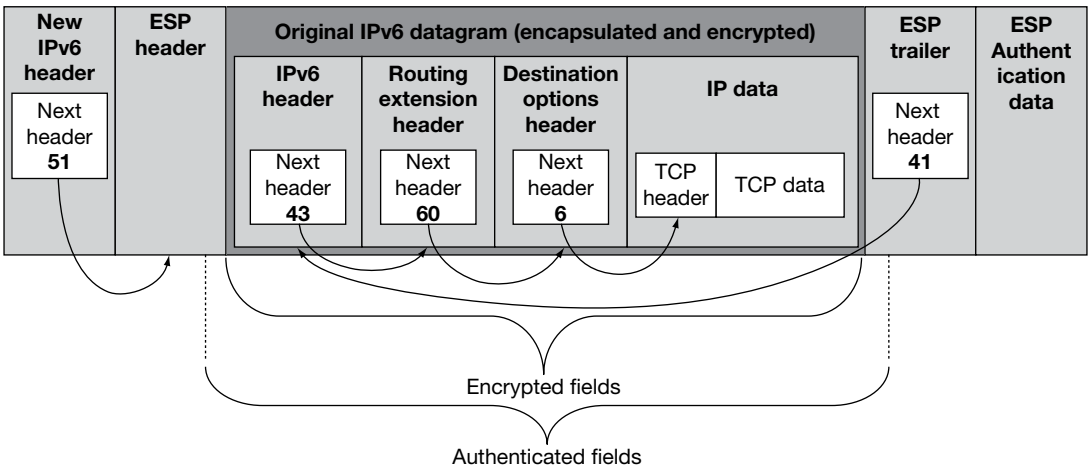 New
IPv6
header
Next
header
51
ESP
header
Original IPv6 datagram (encapsulated and encrypted)
IPv6
header
Next
header
43
Routing
extension
header
Next
header
60
Destination
options
header
Next
header
6
IP data
TCP
header
TCP data
ESP
trailer
Next
header
41
ESP
Authent
ication
data
Encrypted fields
Authenticated fields